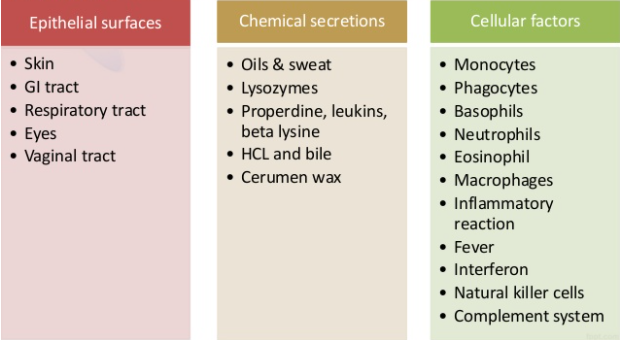 Epithelial surfaces
• Skin
• GI tract
• Respiratory tract
• Eyes
• Vaginal tract
Chemical secretions
• Oils & sweat
• Lysozymes
• Properdine, leukins,
beta lysine
• HCL and bile
• Cerumen wax
Cellular factors
• Monocytes
• Phagocytes
• Basophils
• Neutrophils
• Eosinophil
• Macrophages
• Inflammatory
reaction
• Fever
• Interferon
• Natural killer cells
• Complement system